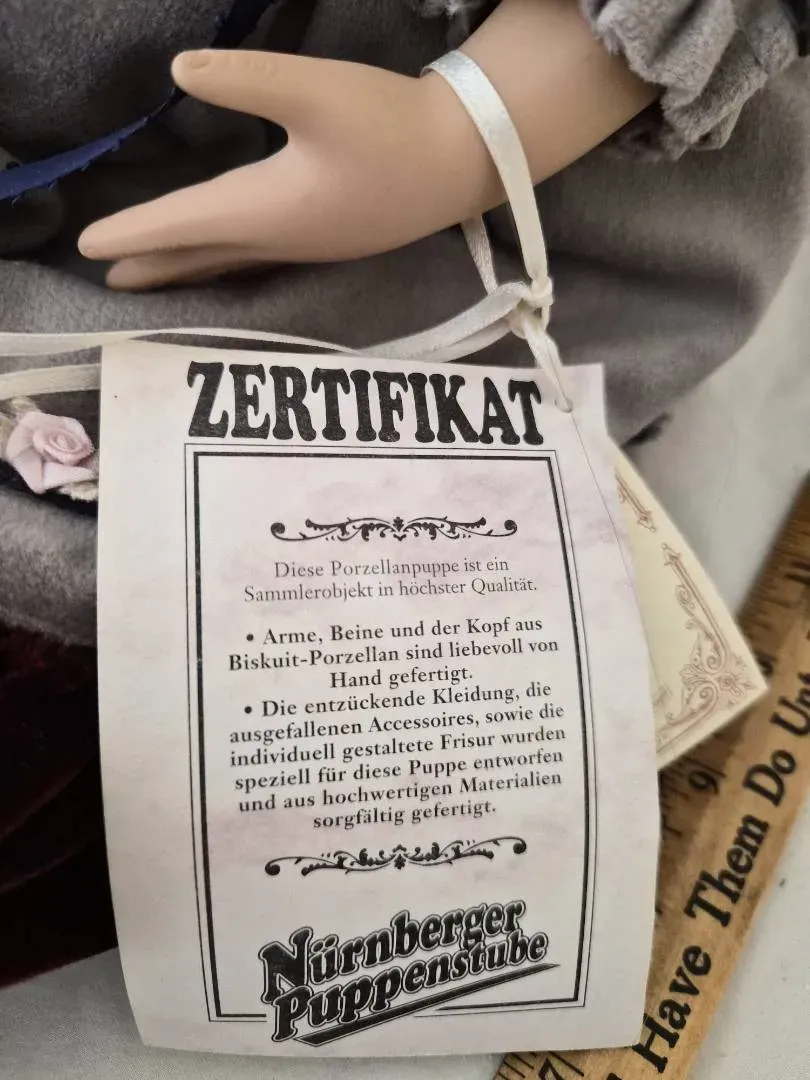 ZERTIFIKAT
Diese Porzellanpuppe ist ein
Sammlerobjekt in höchster Qualität.
• Arme, Beine und der Kopf aus
Biskuit-Porzellan sind liebevoll von
Hand gefertigt.
• Die entzückende Kleidung, die
ausgefallenen Accessoires, sowie die
individuell gestaltete Frisur wurden
speziell für diese Puppe entworfen
und aus hochwertigen Materialien
sorgfältig gefertigt.
Nürnberger
Puppenstube
Have Them Do
9
7